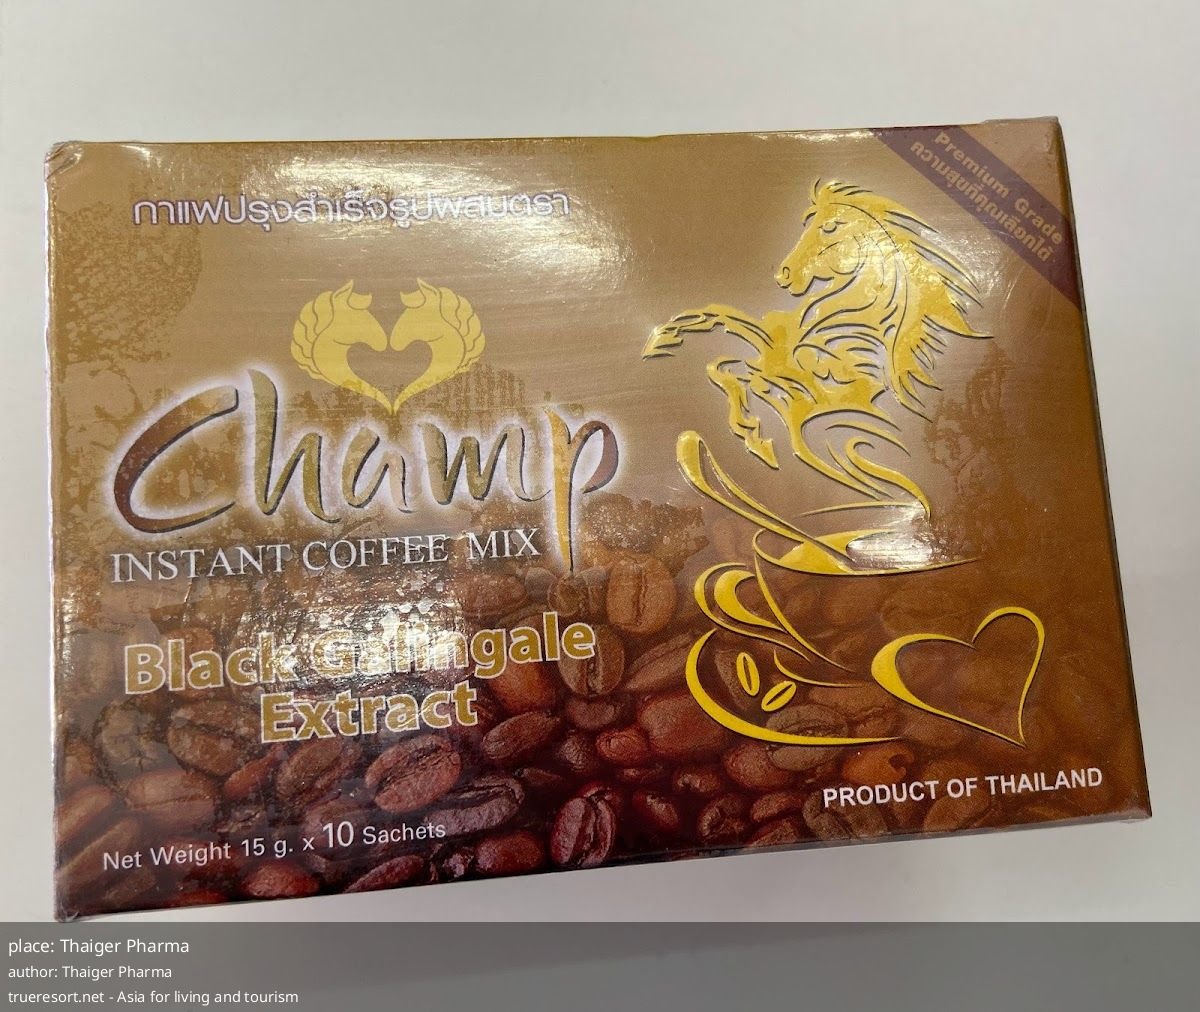 กาแฟปรุงสำเร็จรูปผสมตรา
Premium Grade
ความสุขที่คุณเลือกได้
Champ
INSTANT COFFEE MIX
Black Galingale
Extract
PRODUCT OF THAILAND
Net Weight 15 g. x 10 Sachets
place: Thaiger Pharma
author: Thaiger Pharma
trueresort.net - Asia for living and tourism